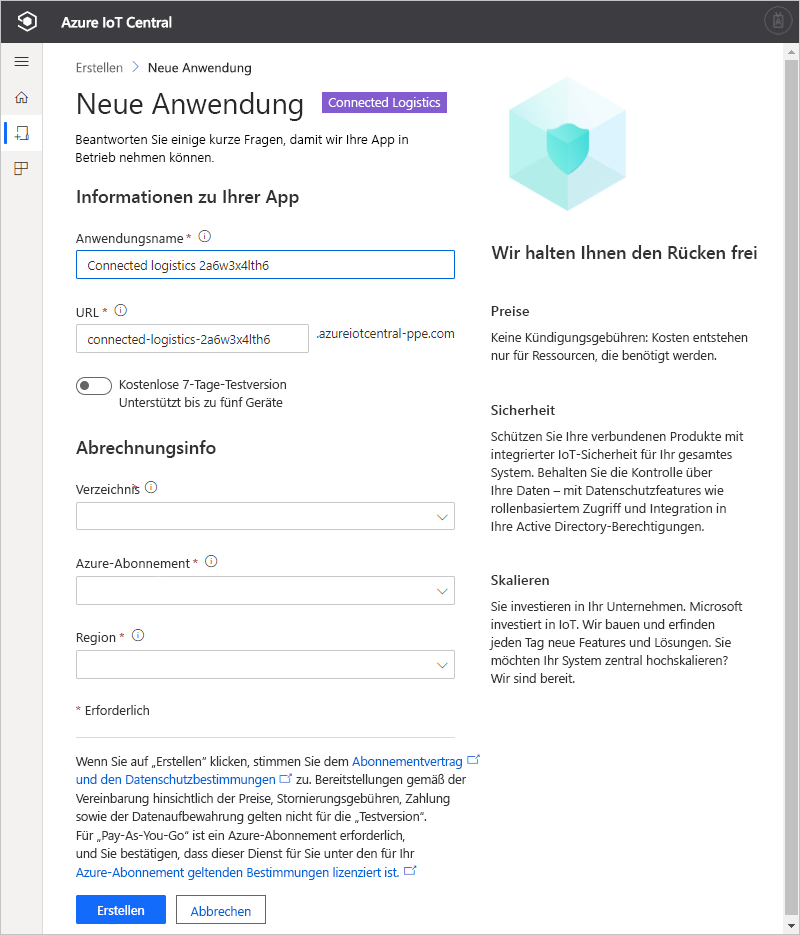 Azure IoT Central
Erstellen > Neue Anwendung
Neue Anwendung Connected Logistics
Beantworten Sie einige kurze Fragen, damit wir Ihre App in
Betrieb nehmen können.
Informationen zu Ihrer App
Anwendungsname *
Connected logistics 2a6w3x4lth6
URL *
connected-logistics-2a6w3x4lth6 .azureiotcentral-ppe.com
Kostenlose 7-Tage-Testversion
Unterstützt bis zu fünf Geräte
Abrechnungsinfo
Verzeichnis *
Azure-Abonnement *
Region *
* Erforderlich
Wenn Sie auf „Erstellen“ klicken, stimmen Sie dem Abonnementvertrag
und den Datenschutzbestimmungen zu. Bereitstellungen gemäß der
Vereinbarung hinsichtlich der Preise, Stornierungsgebühren, Zahlung
sowie der Datenaufbewahrung gelten nicht für die „Testversion“.
Für „Pay-As-You-Go“ ist ein Azure-Abonnement erforderlich,
und Sie bestätigen, dass dieser Dienst für Sie unter den für Ihr
Azure-Abonnement geltenden Bestimmungen lizenziert ist.
Erstellen Abbrechen
Wir halten Ihnen den Rücken frei
Preise
Keine Kündigungsgebühren: Kosten entstehen
nur für Ressourcen, die benötigt werden.
Sicherheit
Schützen Sie Ihre verbundenen Produkte mit
integrierter IoT-Sicherheit für Ihr gesamtes
System. Behalten Sie die Kontrolle über
Ihre Daten – mit Datenschutzfeatures wie
rollenbasiertem Zugriff und Integration in
Ihre Active Directory-Berechtigungen.
Skalieren
Sie investieren in Ihr Unternehmen. Microsoft
investiert in IoT. Wir bauen und erfinden
jeden Tag neue Features und Lösungen. Sie
möchten Ihr System zentral hochskalieren?
Wir sind bereit.